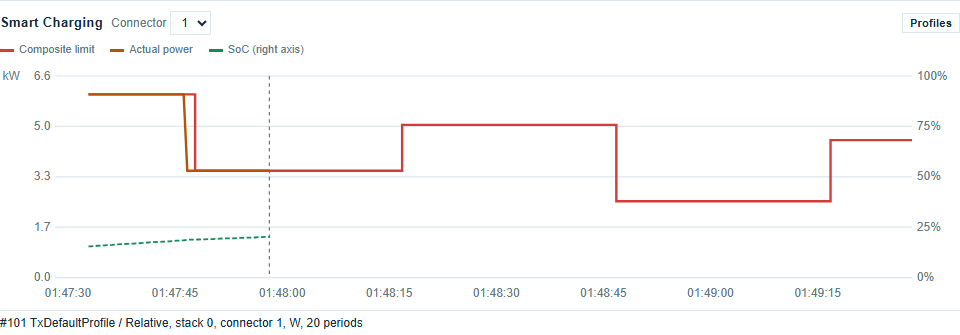 Smart Charging Connector 1 Profiles
Composite limit Actual power SoC (right axis)
kW 6.6 100%
5.0 75%
3.3 50%
1.7 25%
0.0 0%
01:47:30 01:47:45 01:48:00 01:48:15 01:48:30 01:48:45 01:49:00 01:49:15
#101 TxDefaultProfile / Relative, stack 0, connector 1, W, 20 periods